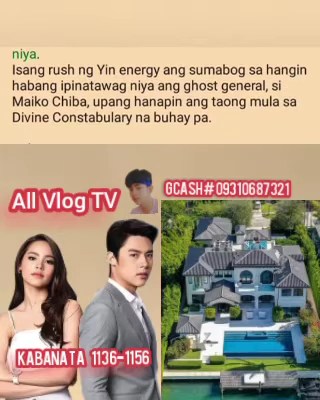 niya.
Isang rush ng Yin energy ang sumabog sa hangin
habang ipinatawag niya ang ghost general, si
Maiko Chiba, upang hanapin ang taong mula sa
Divine Constabulary na buhay pa.
All Vlog TV
GCASH#09310687321
KABANATA 1136-1156